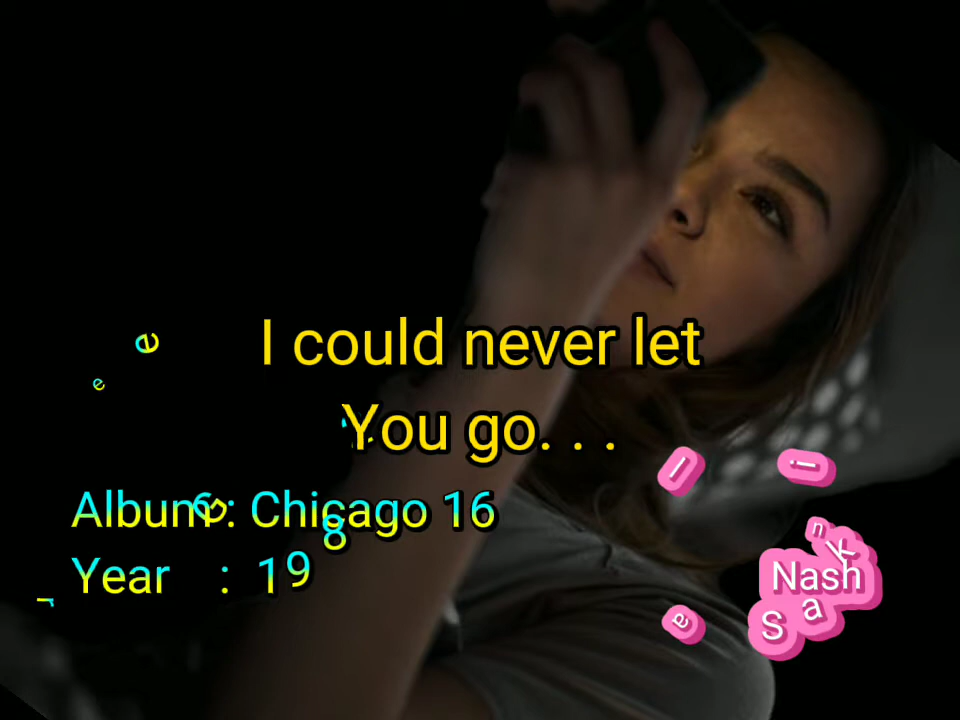 I could never let
You go. . .
Album : Chicago 16
Year : 19
Nash